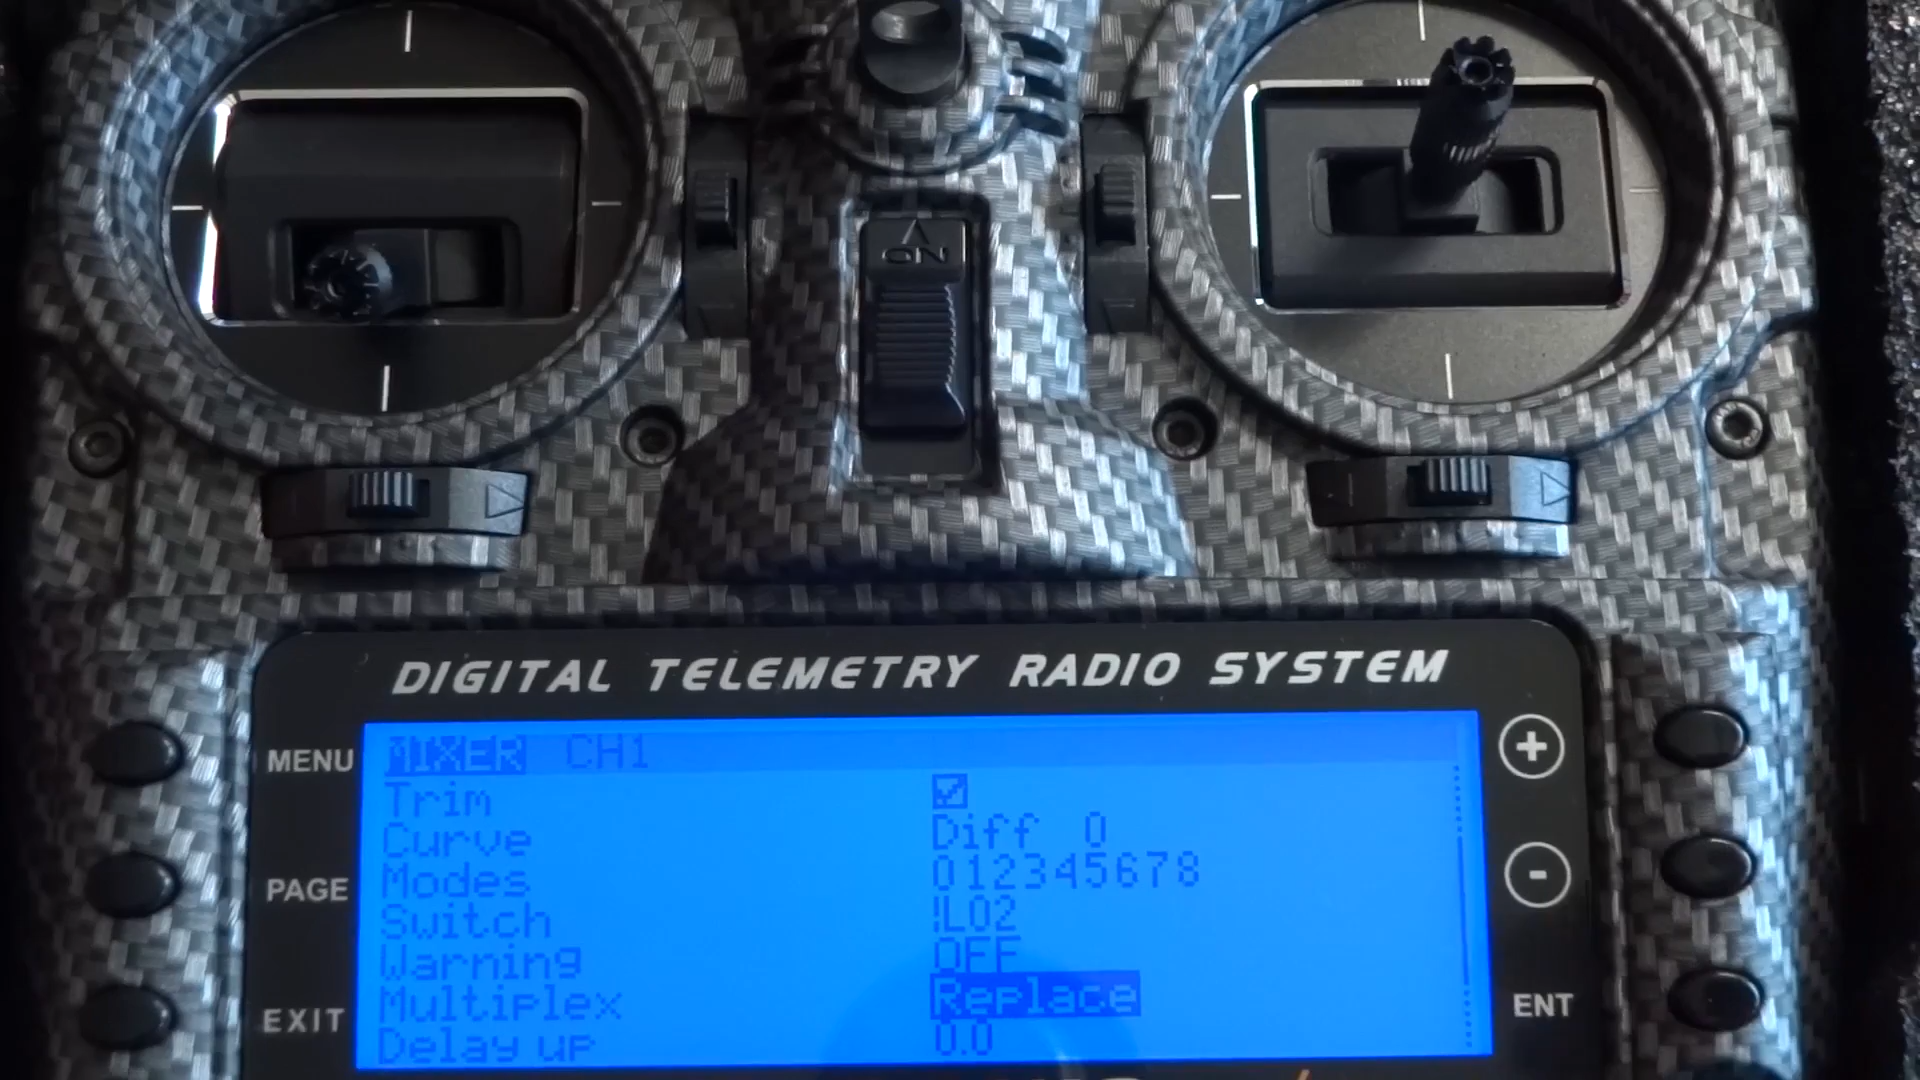 ON
DIGITAL TELEMETRY RADIO SYSTEM
MENU
PAGE
EXIT
MIXER CH1
Trim
Curve Diff 0
Modes 012345678
Switch !L02
Warning OFF
Multiplex Replace
Delay up 0.0
+
-
ENT